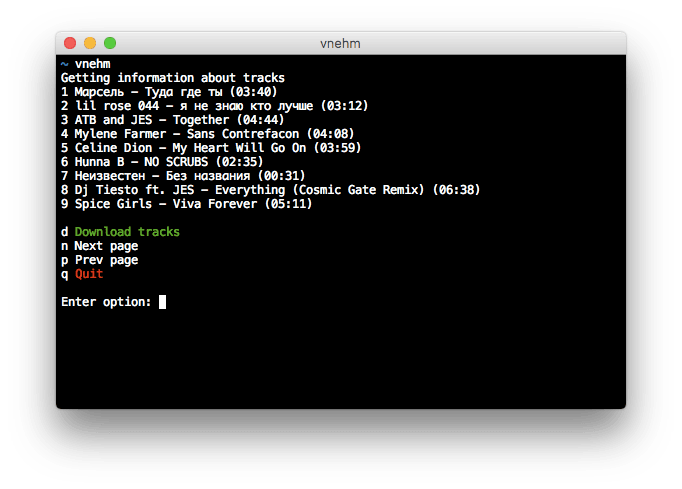 vnehm
~ vnehm
Getting information about tracks
1 Марсель – Туда где ты (03:40)
2 lil rose 044 – я не знаю кто лучше (03:12)
3 ATB and JES – Together (04:44)
4 Mylene Farmer – Sans Contrefacon (04:08)
5 Celine Dion – My Heart Will Go On (03:59)
6 Hunna B – NO SCRUBS (02:35)
7 Неизвестен – Без названия (00:31)
8 Dj Tiesto ft. JES – Everything (Cosmic Gate Remix) (06:38)
9 Spice Girls – Viva Forever (05:11)
d Download tracks
n Next page
p Prev page
q Quit
Enter option: